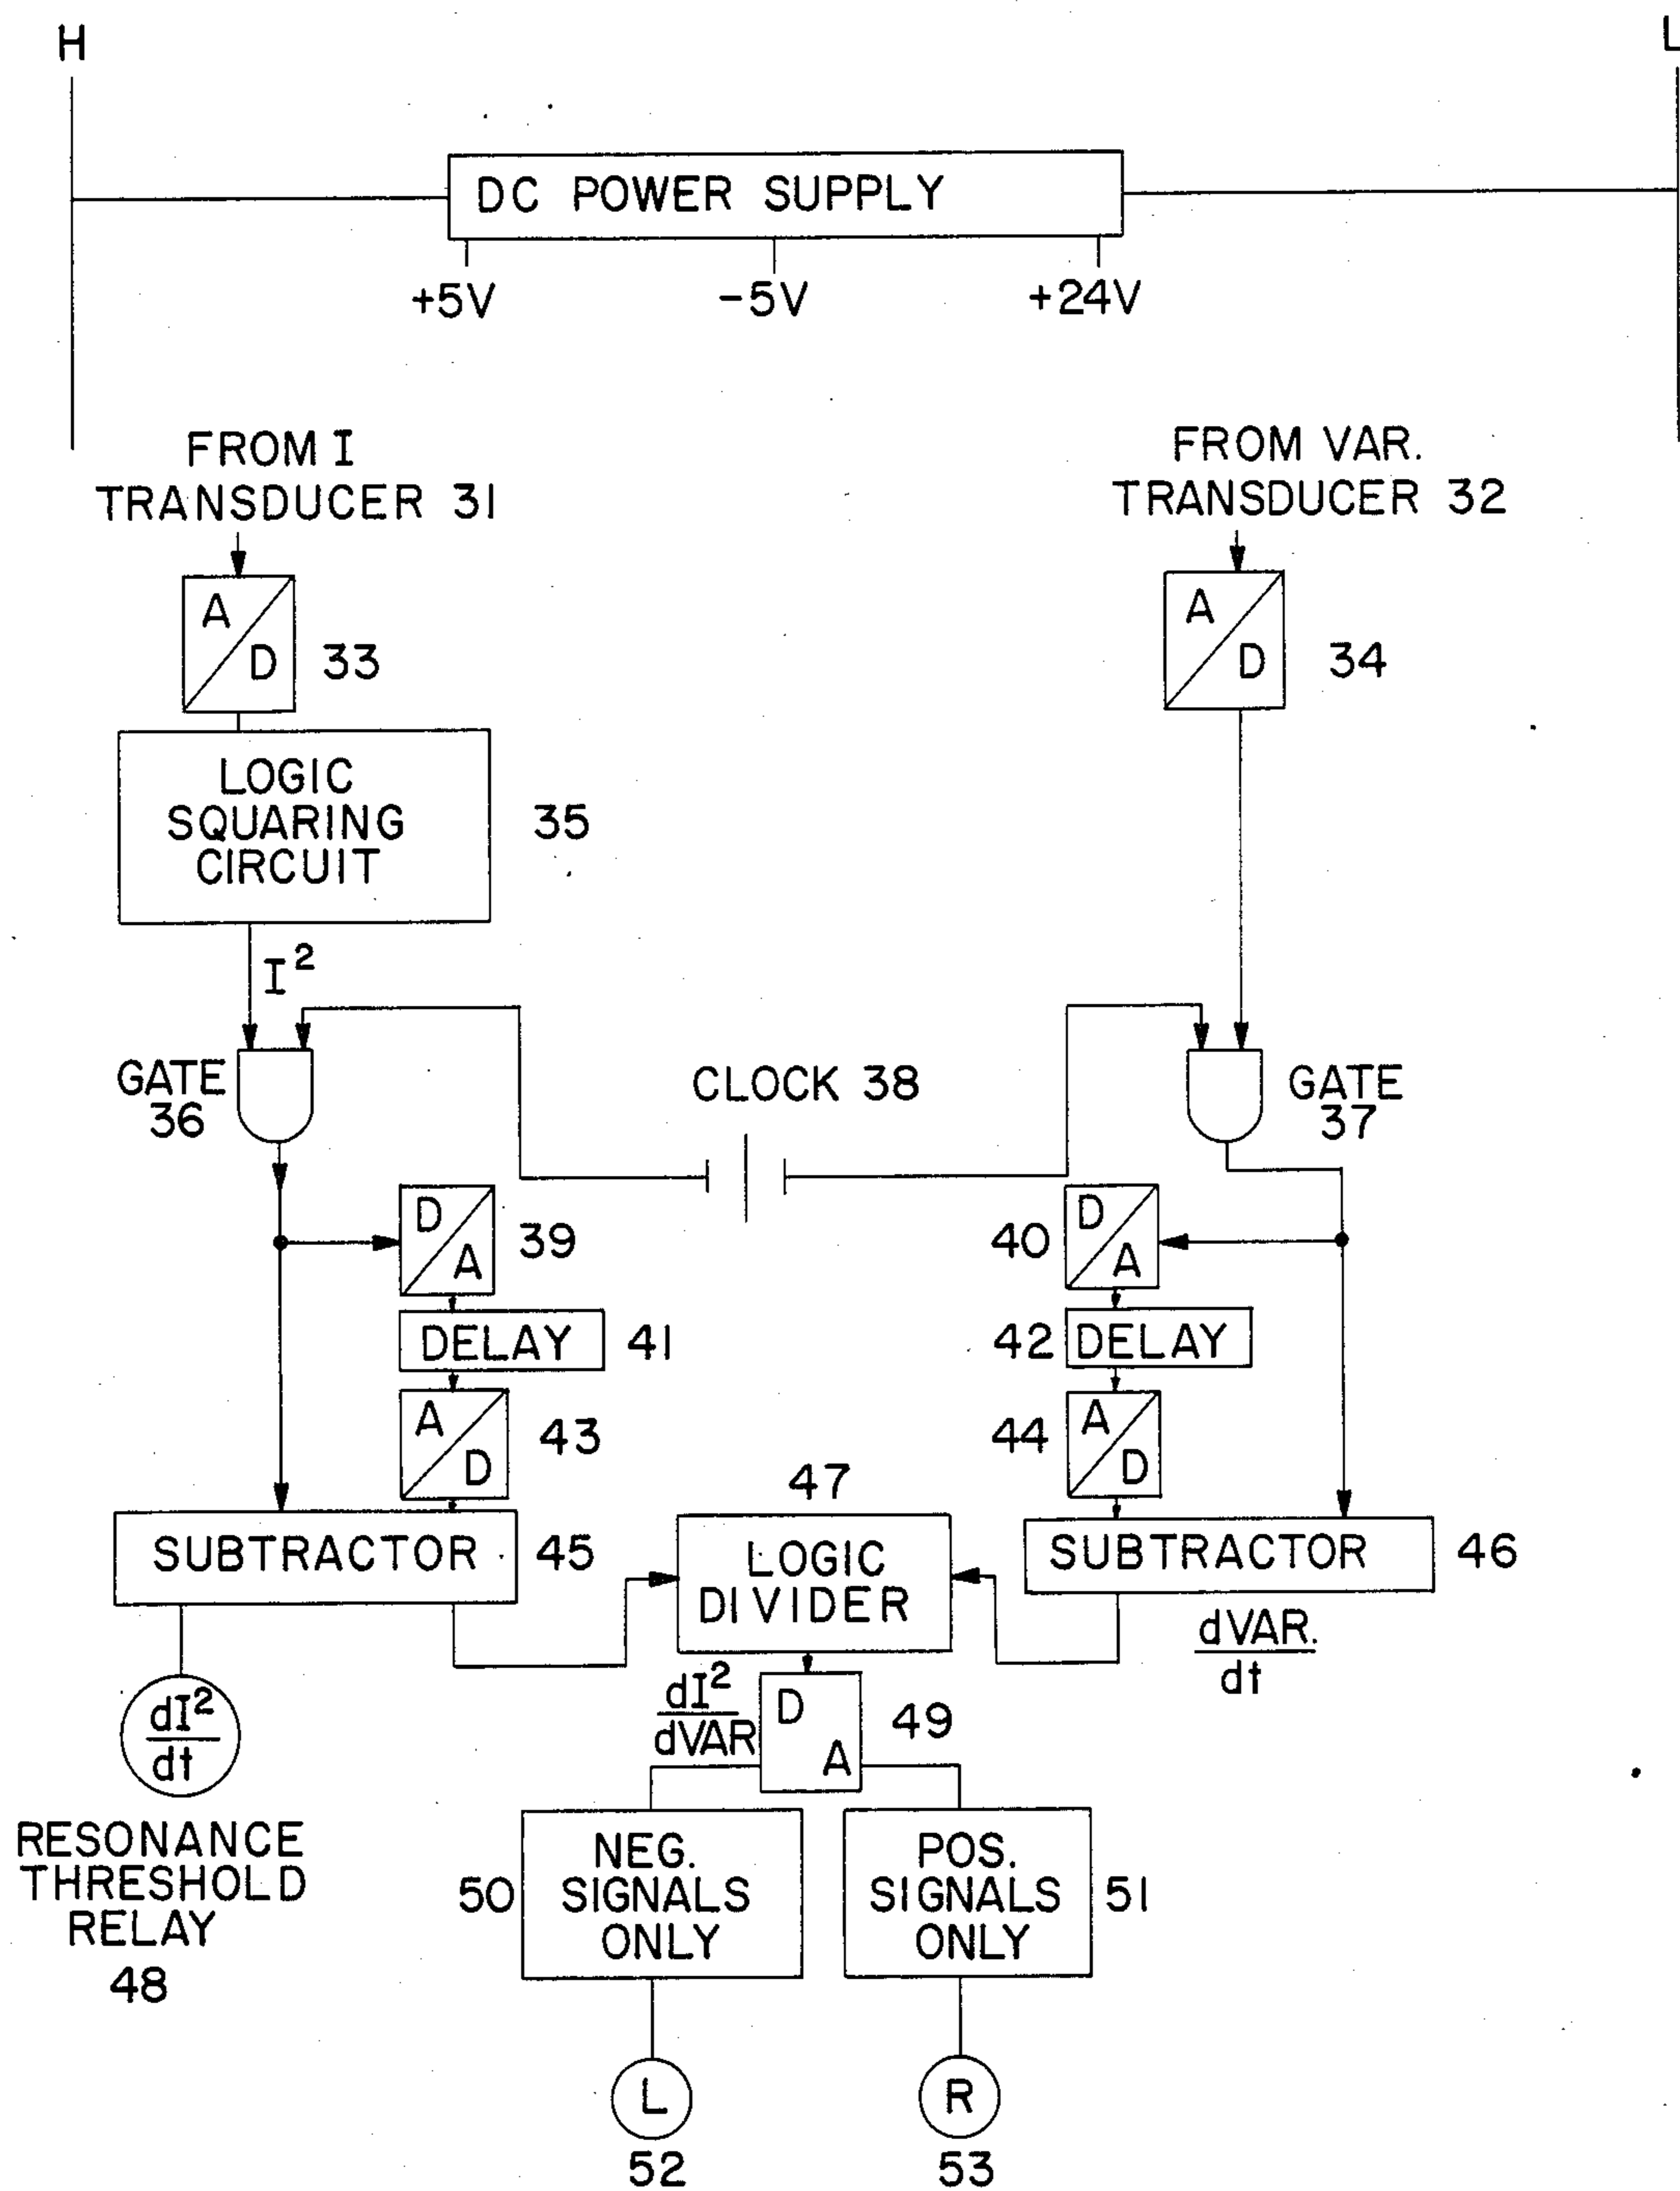 H
L
DC POWER SUPPLY
+5V
-5V
+24V
FROM I
TRANSDUCER 31
FROM VAR.
TRANSDUCER 32
A
D
33
A
D
34
LOGIC
SQUARING
CIRCUIT
35
I²
GATE
36
CLOCK 38
GATE
37
D
A
39
40
D
A
DELAY
41
42
DELAY
A
D
43
44
A
D
SUBTRACTOR
45
47
LOGIC
DIVIDER
SUBTRACTOR
46
dVAR.
dt
dI²
dt
dI²
dVAR
D
A
49
RESONANCE
THRESHOLD
RELAY
48
50
NEG.
SIGNALS
ONLY
POS.
SIGNALS
ONLY
51
L
52
R
53